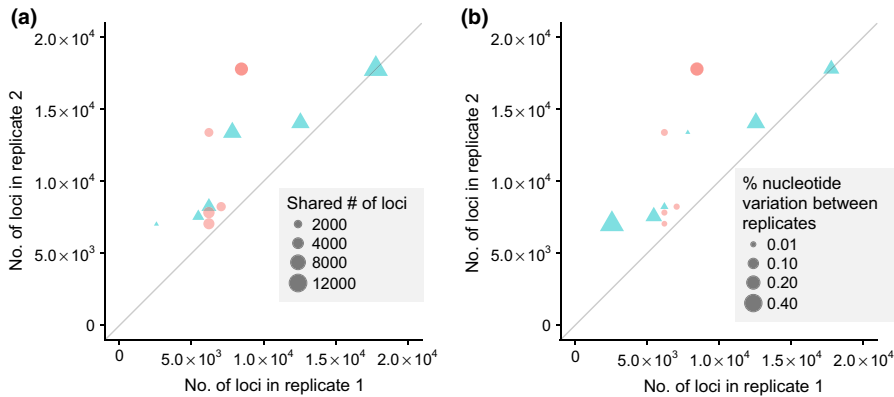 (a)
No. of loci in replicate 2
2.0×10⁴
1.5×10⁴
1.0×10⁴
5.0×10³
0
0
5.0×10³
1.0×10⁴
1.5×10⁴
2.0×10⁴
No. of loci in replicate 1
Shared # of loci
2000
4000
8000
12000
(b)
No. of loci in replicate 2
2.0×10⁴
1.5×10⁴
1.0×10⁴
5.0×10³
0
0
5.0×10³
1.0×10⁴
1.5×10⁴
2.0×10⁴
No. of loci in replicate 1
% nucleotide
variation between
replicates
0.01
0.10
0.20
0.40